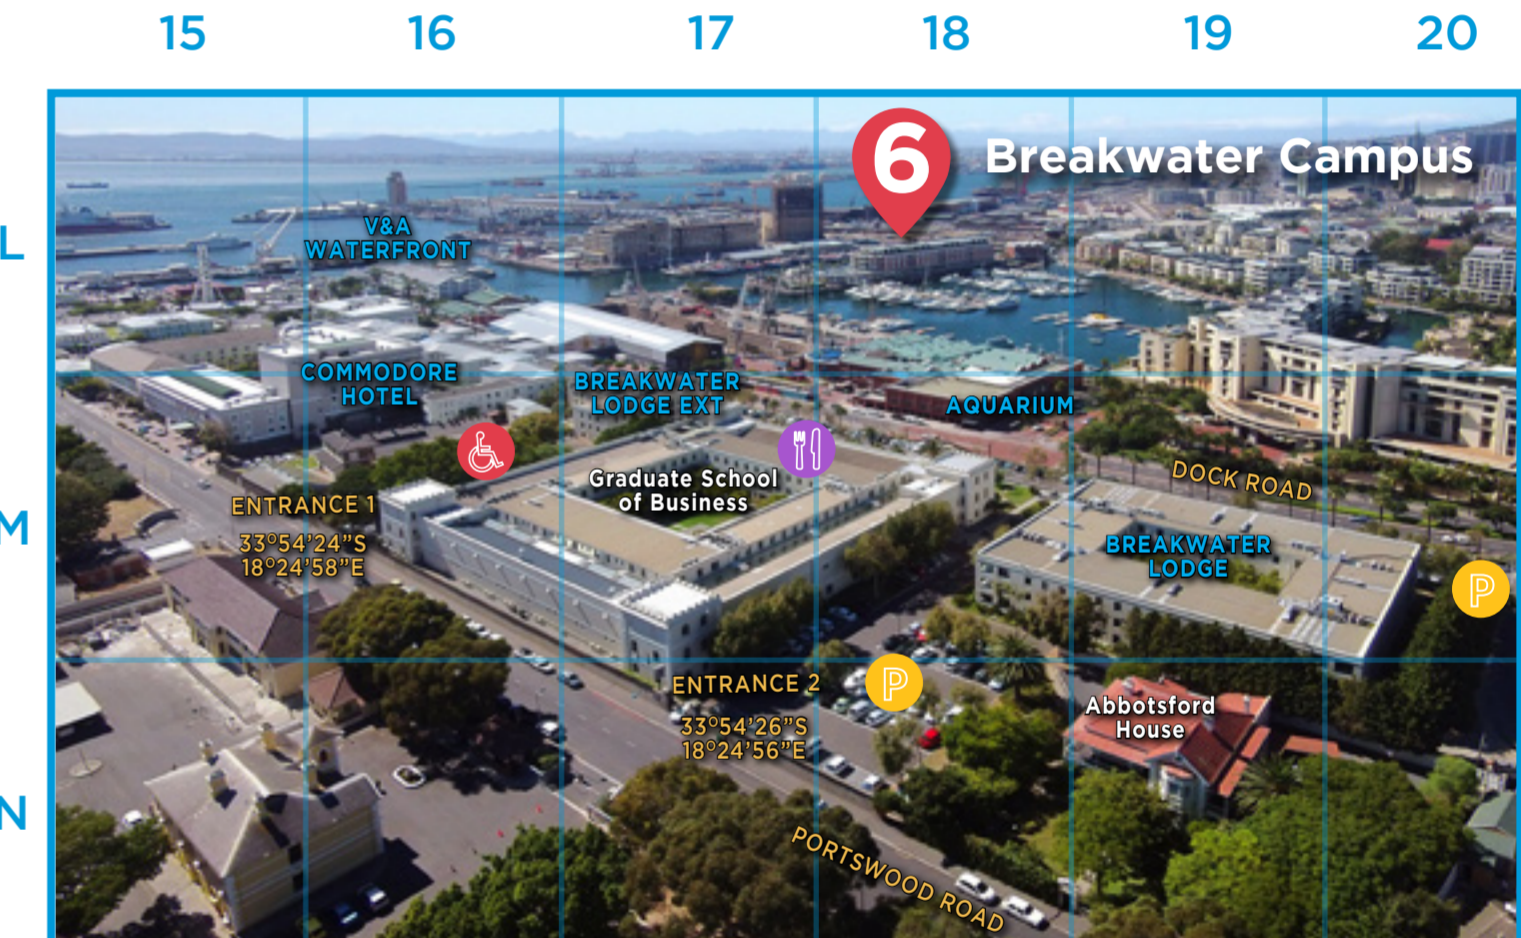 15 16 17 18 19 20
6 Breakwater Campus
L
V&A
WATERFRONT
COMMODORE
HOTEL
BREAKWATER
LODGE EXT
AQUARIUM
Graduate School
of Business
DOCK ROAD
ENTRANCE 1
33°54'24”S
18°24'58”E
M
BREAKWATER
LODGE
P
ENTRANCE 2
33°54'26”S
18°24'56”E
P
Abbotsford
House
N
PORTSWOOD ROAD